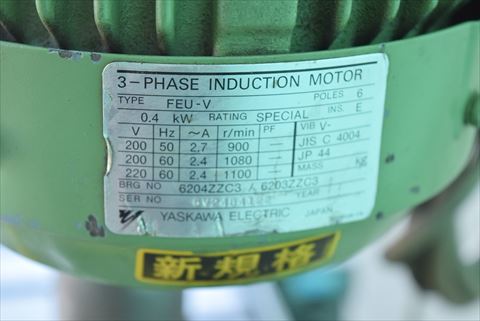 3-PHASE INDUCTION MOTOR
TYPE FEU-V POLES 6
0.4 kW RATING SPECIAL INS. E
V Hz ~A r/min PF VIB V-
200 50 2.7 900 — JIS C 4004
200 60 2.4 1080 — JP 44
220 60 2.4 1100 — MASS kg
BRG NO 6204ZZC3 / 6203ZZC3
SER NO YEAR
YASKAWA ELECTRIC JAPAN
新規格